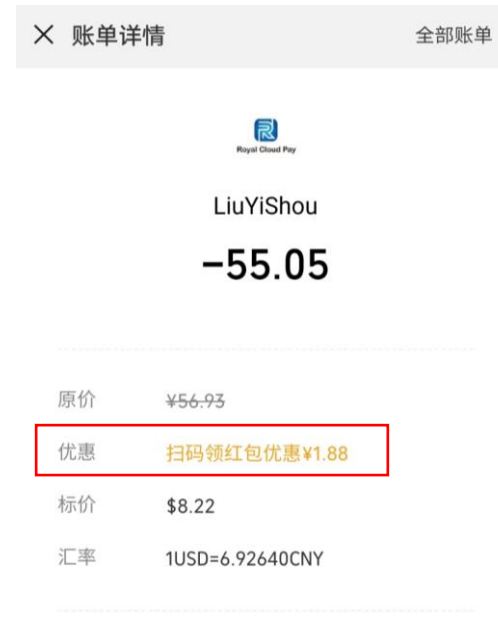 账单详情 全部账单
Royal Cloud Pay
LiuYiShou
-55.05
原价 ¥56.93
优惠 扫码领红包优惠¥1.88
标价 $8.22
汇率 1USD=6.92640CNY